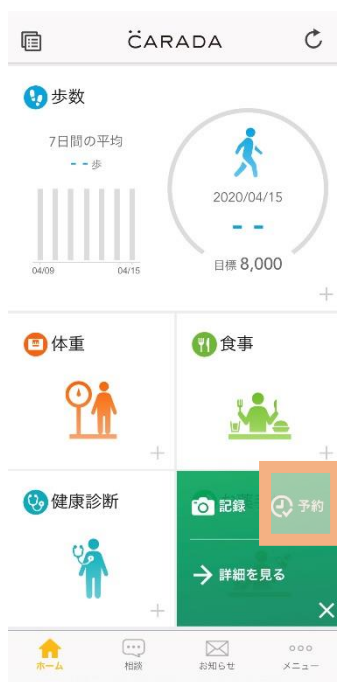 CARADA
歩数
7日間の平均
- - 歩
2020/04/15
- -
04/09 04/15
目標 8,000
体重
食事
健康診断
記録
予約
詳細を見る
ホーム
相談
お知らせ
メニュー